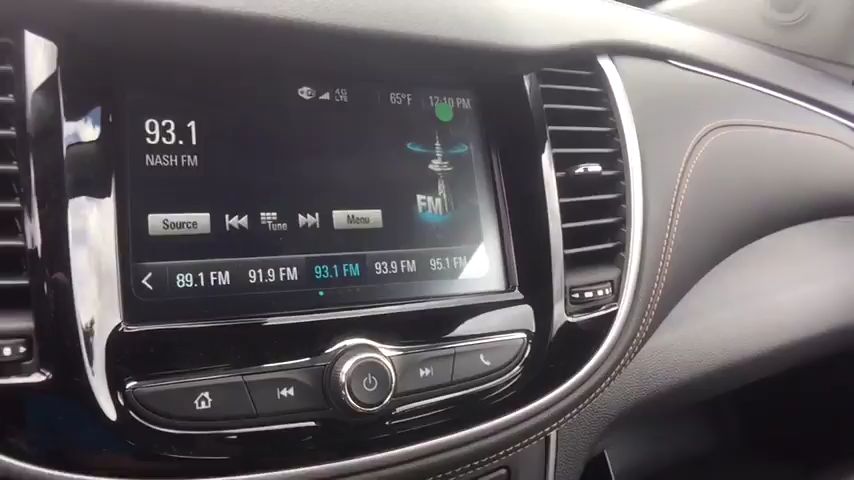 4G LTE 65°F 12:10 PM
93.1
NASH FM
FM
Source Tune Menu
89.1 FM 91.9 FM 93.1 FM 93.9 FM 95.1 FM